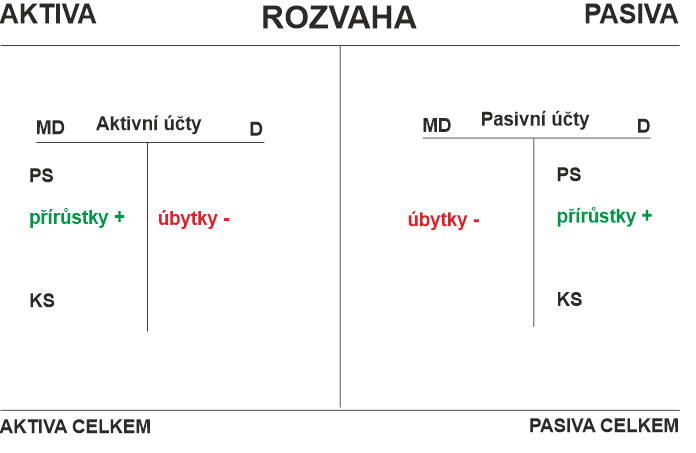 AKTIVA ROZVAHA PASIVA
MD Aktivní účty D
PS
přírůstky + úbytky -
KS
MD Pasivní účty D
PS
úbytky - přírůstky +
KS
AKTIVA CELKEM PASIVA CELKEM